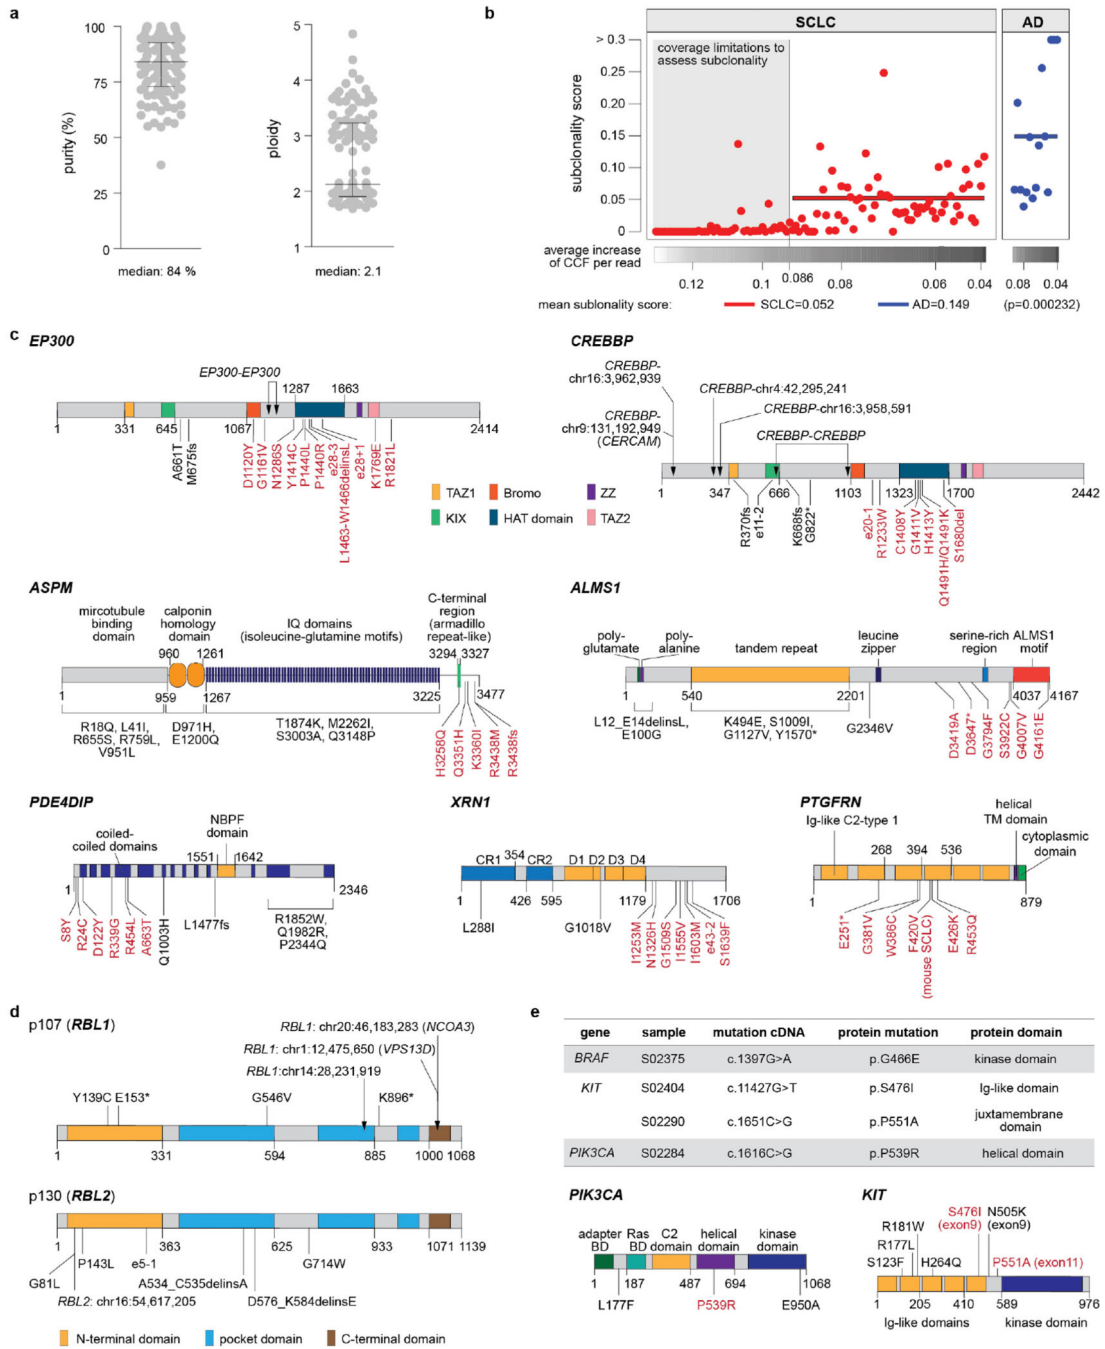 a
100
75
50
25
0
purity (%)
median: 84 %
5
4
3
2
1
ploidy
median: 2.1
b
SCLC
AD
coverage limitations to
assess subclonality
> 0.3
0.20
0.15
0.10
0.05
0
subclonality score
average increase
of CCF per read
0.12
0.1
0.086
0.08
0.06
0.04
0.08
0.04
mean sublonality score:
SCLC=0.052
AD=0.149
(p=0.000232)
c
EP300
EP300-EP300
1287
1663
1
331
645
1067
2414
A661T
M675fs
D1120Y
G1161V
N1286S
Y1414C
P1440L
P1440R
e28-3
L1463-W1466delinsL
e28+1
K1769E
R1821L
TAZ1
Bromo
ZZ
KIX
HAT domain
TAZ2
CREBBP
CREBBP-
chr16:3,962,939
CREBBP-chr4:42,295,241
CREBBP-chr16:3,958,591
CREBBP-
chr9:131,192,949
(CERCAM)
CREBBP-CREBBP
1
347
666
1103
1323
1700
2442
R370fs
e11-2
K668fs
G822*
e20-1
R1233W
C1408Y
G1411V
H1413Y
Q1491H/Q1491K
S1680del
ASPM
mircotubule
binding
domain
calponin
homology
domain
IQ domains
(isoleucine-glutamine motifs)
C-terminal
region
(armadillo
repeat-like)
960
1261
3294
3327
1
959
1267
3225
3477
R18Q, L41I,
R655S, R759L,
V951L
D971H,
E1200Q
T1874K, M2262I,
S3003A, Q3148P
H3258Q
Q3351H
K3360I
R3438M
R3438fs
ALMS1
poly-
glutamate
poly-
alanine
tandem repeat
leucine
zipper
serine-rich
region
ALMS1
motif
1
540
2201
4037
4167
L12_E14delinsL,
E100G
K494E, S1009I,
G1127V, Y1570*
G2346V
D3419A
D3647*
G3794F
S3922C
G4007V
G4161E
PDE4DIP
coiled-
coiled domains
NBPF
domain
1551
1642
1
2346
S8Y
R24C
D122Y
R339G
R454L
A663T
Q1003H
L1477fs
R1852W,
Q1982R,
P2344Q
XRN1
CR1
354
CR2
D1
D2
D3
D4
1
426
595
1179
1706
L288I
G1018V
I1253M
N1326H
G1509S
I1555V
I1603M
e43-2
S1639F
PTGFRN
Ig-like C2-type 1
helical
TM domain
cytoplasmic
domain
268
394
536
1
879
E251*
G381V
W386C
F420V
(mouse SCLC)
E426K
R453Q
d
p107 (RBL1)
RBL1: chr20:46,183,283 (NCOA3)
RBL1: chr1:12,475,650 (VPS13D)
RBL1:chr14:28,231,919
Y139C E153*
G546V
K896*
1
331
594
885
1000
1068
p130 (RBL2)
1
363
625
933
1071
1139
G81L
P143L
e5-1
A534_C535delinsA
G714W
RBL2: chr16:54,617,205
D576_K584delinsE
N-terminal domain
pocket domain
C-terminal domain
e
gene sample mutation cDNA protein mutation protein domain
BRAF S02375 c.1397G>A p.G466E kinase domain
KIT S02404 c.11427G>T p.S476I Ig-like domain
S02290 c.1651C>G p.P551A juxtamembrane
domain
PIK3CA S02284 c.1616C>G p.P539R helical domain
PIK3CA
adapter
BD
Ras
BD
C2
domain
helical
domain
kinase
domain
1
187
487
694
1068
L177F
P539R
E950A
KIT
S476I
(exon9)
N505K
(exon9)
R181W
R177L
S123F
H264Q
P551A (exon11)
1
205
410
589
976
Ig-like domains
kinase domain